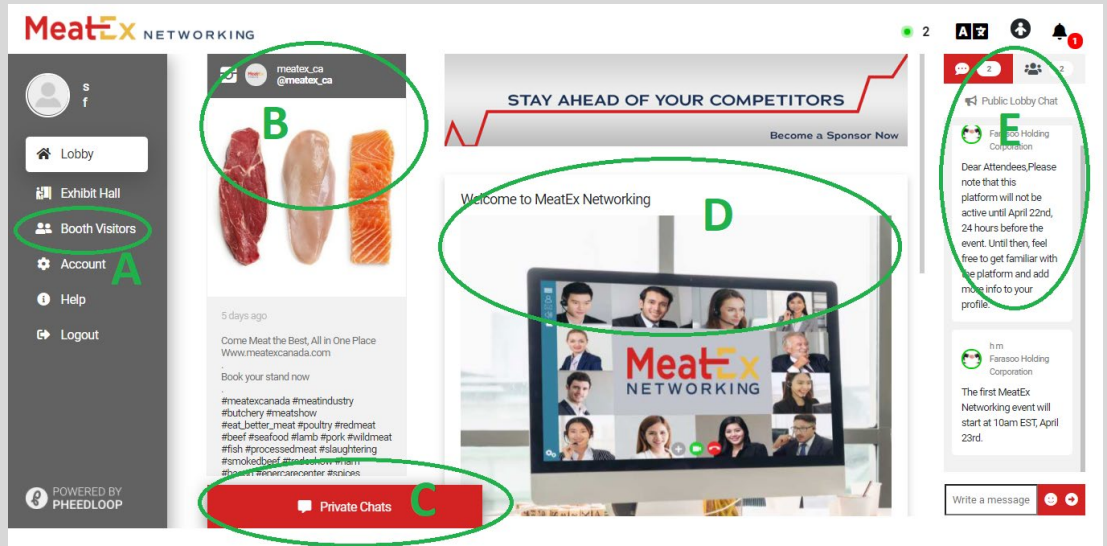 MeatEx NETWORKING
2
1
s
f
Lobby
Exhibit Hall
Booth Visitors
A
Account
Help
Logout
POWERED BY
PHEEDLOOP
meatex_ca
@meatex_ca
B
5 days ago
Come Meat the Best, All in One Place
Www.meatexcanada.com
.
Book your stand now
.
#meatexcanada #meatindustry
#butchery #meatshow
#eat_better_meat #poultry #redmeat
#beef #seafood #lamb #pork #wildmeat
#fish #processedmeat #slaughtering
#smokedbeef #tradeshow #ham
#bacon #enercarecenter #spices
Private Chats
C
STAY AHEAD OF YOUR COMPETITORS
Become a Sponsor Now
Welcome to MeatEx Networking
D
MeatEx
NETWORKING
2
2
Public Lobby Chat
E
Farasoo Holding
Corporation
Dear Attendees,Please
note that this
platform will not be
active until April 22nd,
24 hours before the
event. Until then, feel
free to get familiar with
the platform and add
more info to your
profile.
h m
Farasoo Holding
Corporation
The first MeatEx
Networking event will
start at 10am EST, April
23rd.
Write a message